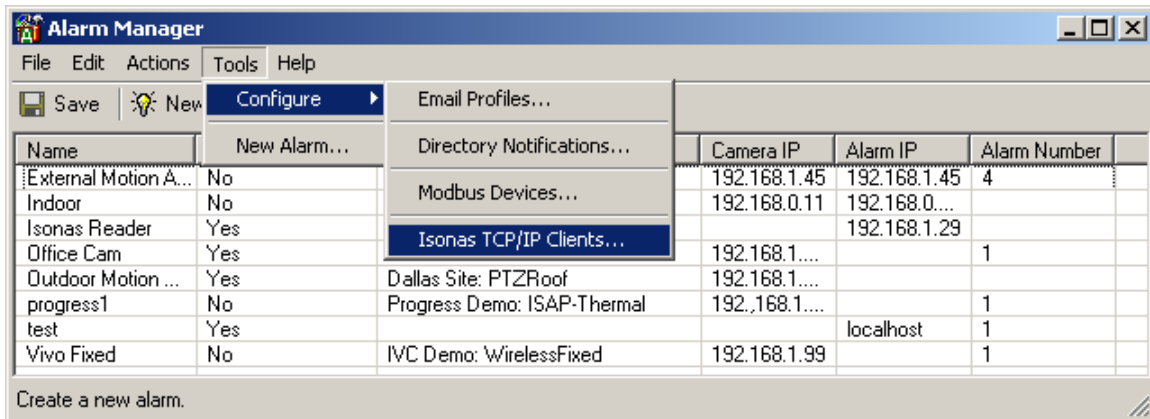 Alarm Manager
File Edit Actions Tools Help
Save New
Configure
New Alarm...
Email Profiles...
Directory Notifications...
Modbus Devices...
Isonas TCP/IP Clients...
Name Camera IP Alarm IP Alarm Number
External Motion A... No 192.168.1.45 192.168.1.45 4
Indoor No 192.168.0.11 192.168.0....
Isonas Reader Yes 192.168.1.29
Office Cam Yes 192.168.1.... 1
Outdoor Motion ... Yes Dallas Site: PTZRoof 192.168.1....
progress1 No Progress Demo: ISAP-Thermal 192.,168.1.... 1
test Yes localhost 1
Vivo Fixed No IVC Demo: WirelessFixed 192.168.1.99 1
Create a new alarm.